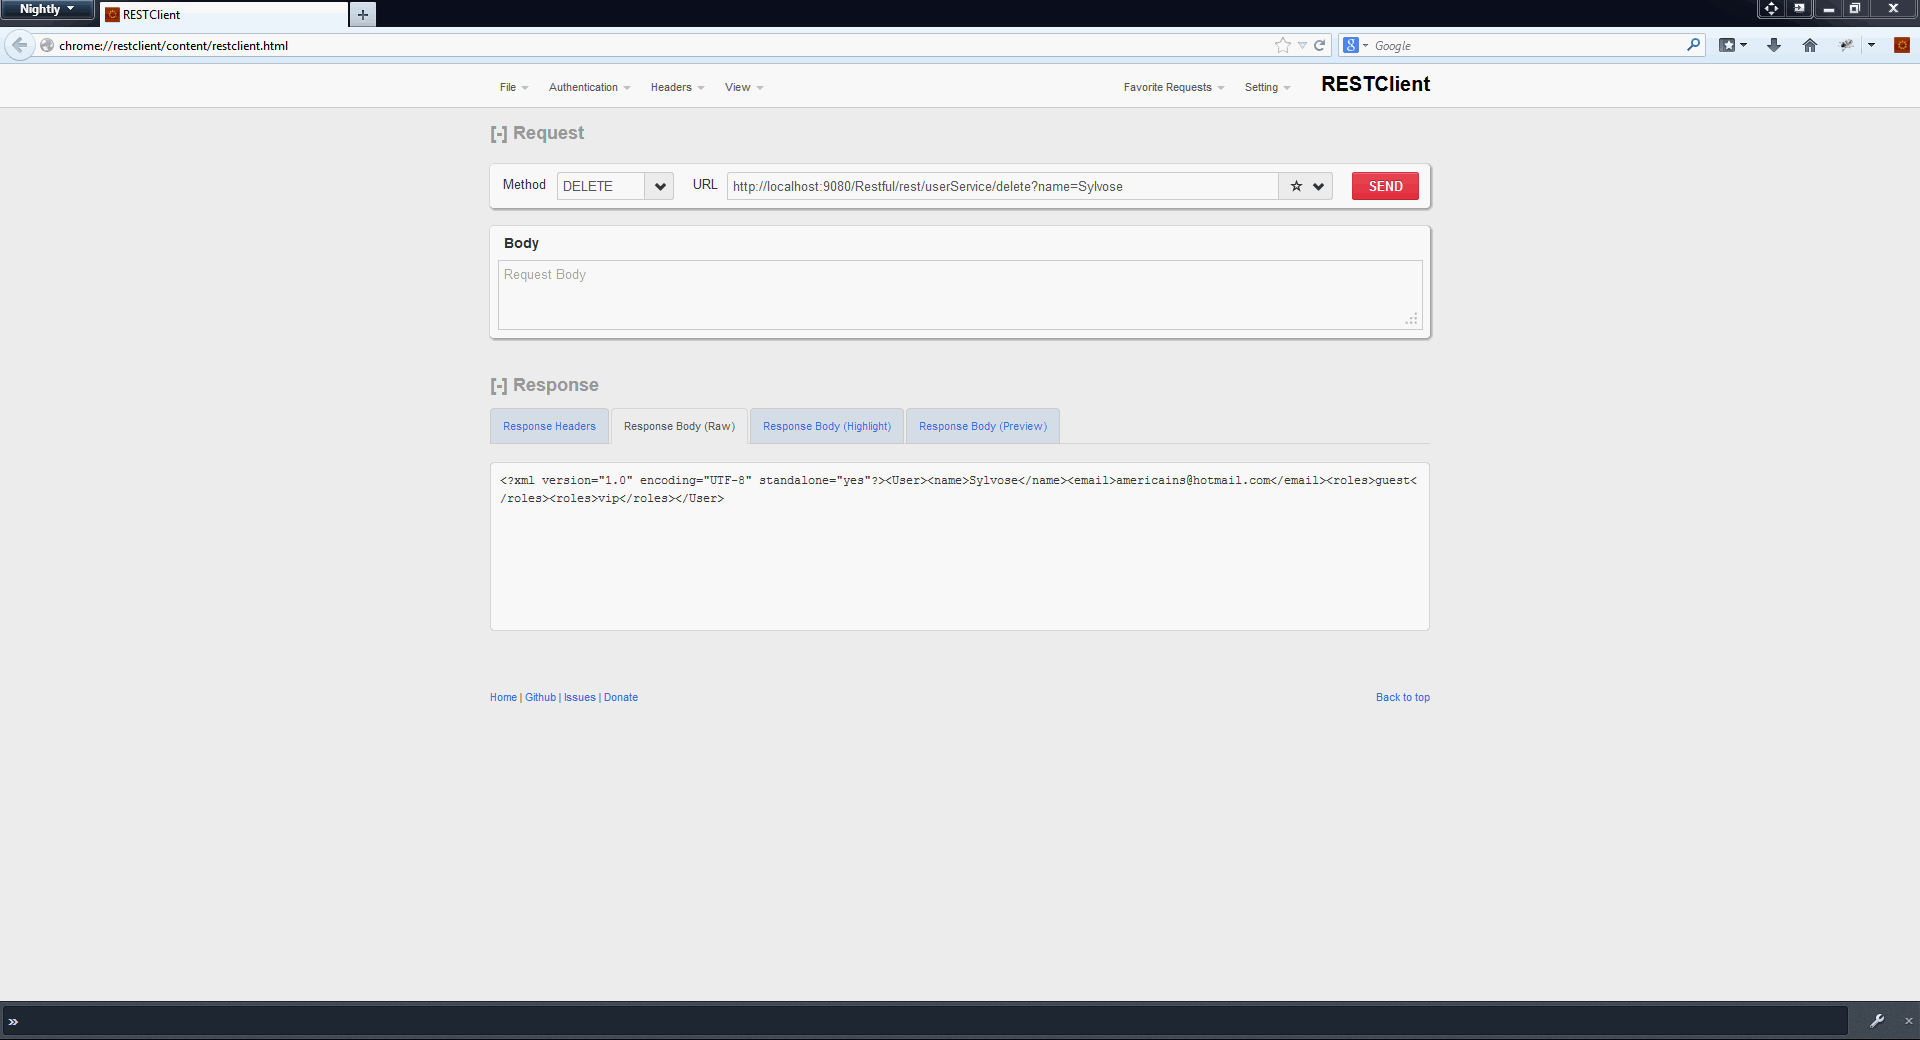 Nightly
RESTClient
chrome://restclient/content/restclient.html
8
Google
File
Authentication
Headers
View
Favorite Requests
Setting
RESTClient
[-] Request
Method
DELETE
URL
http://localhost:9080/Restful/rest/userService/delete?name=Sylvose
SEND
Body
Request Body
[-] Response
Response Headers
Response Body (Raw)
Response Body (Highlight)
Response Body (Preview)
<?xml version="1.0" encoding="UTF-8" standalone="yes"?><User><name>Sylvose</name><email>americains@hotmail.com</email><roles>guest<
/roles><roles>vip</roles></User>
Home | Github | Issues | Donate
Back to top